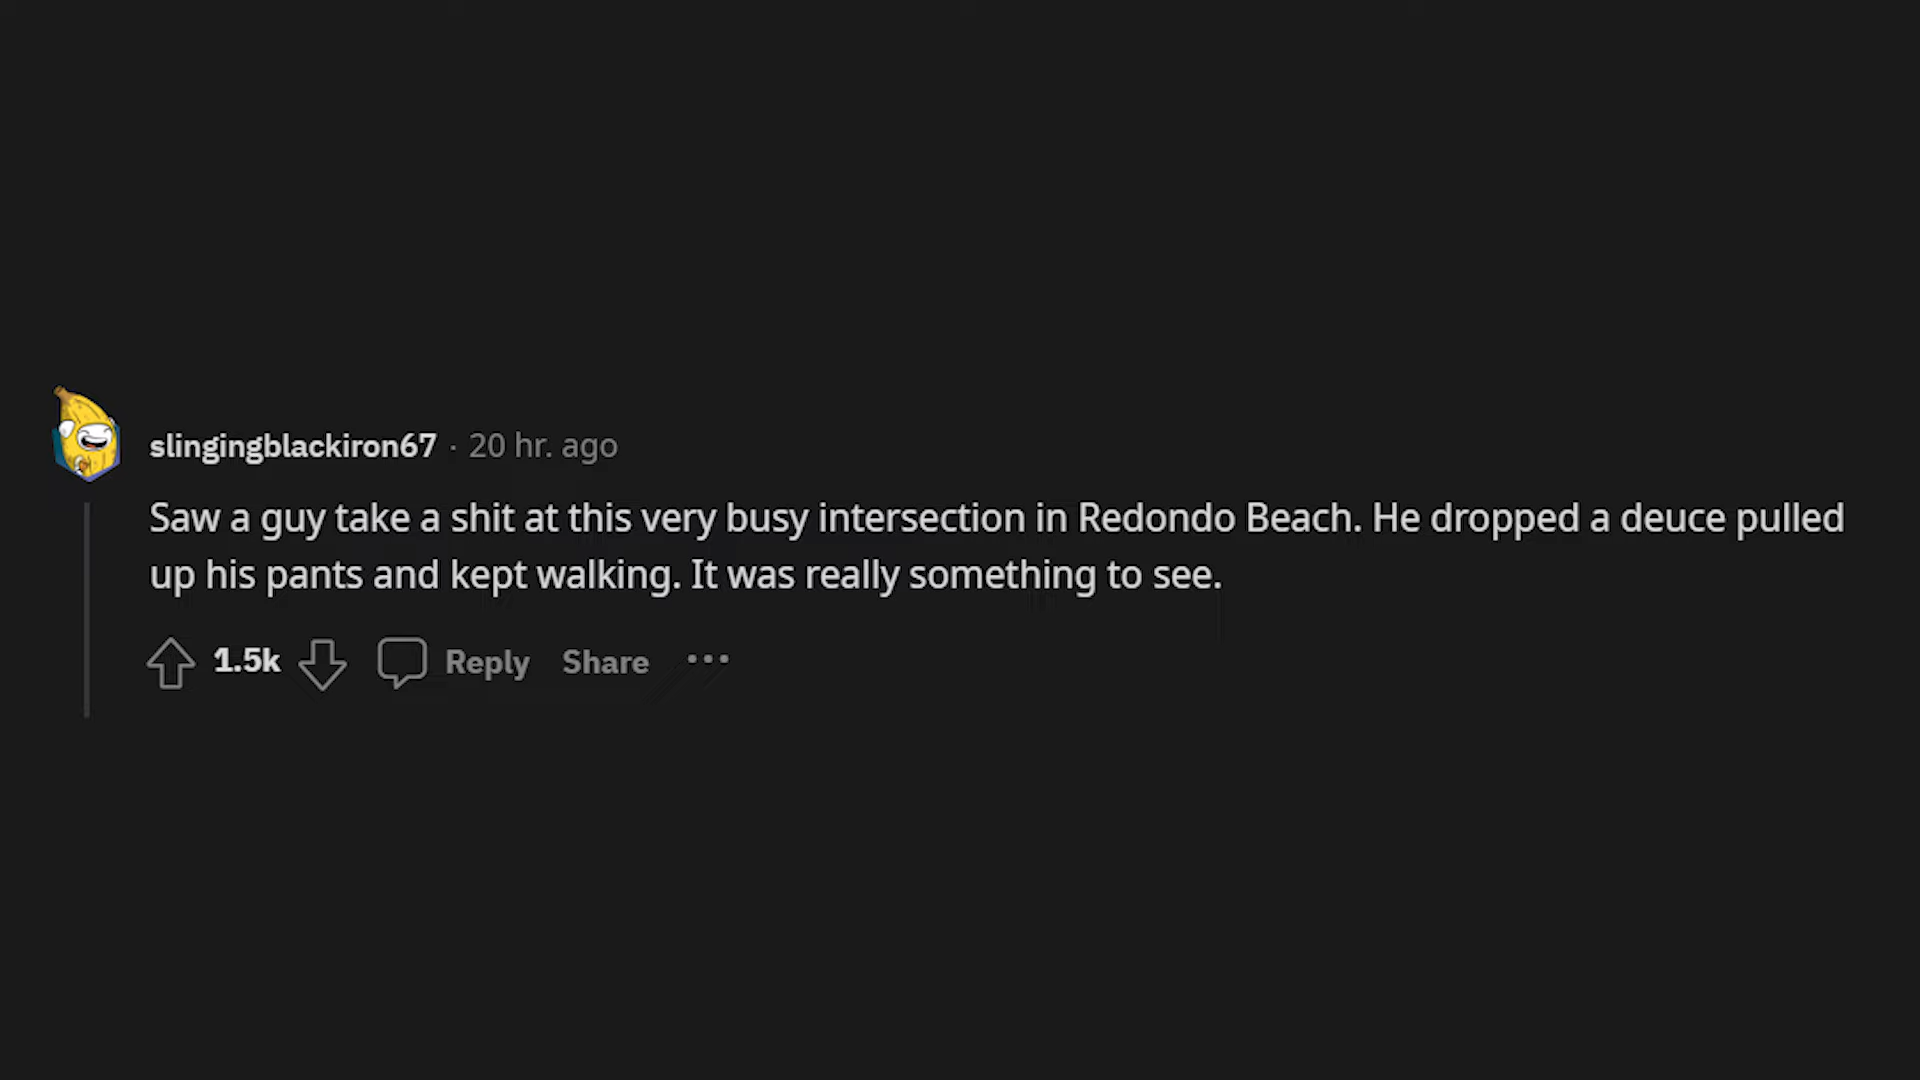 slingingblackiron67 · 20 hr. ago
Saw a guy take a shit at this very busy intersection in Redondo Beach. He dropped a deuce pulled
up his pants and kept walking. It was really something to see.
1.5k Reply Share ···